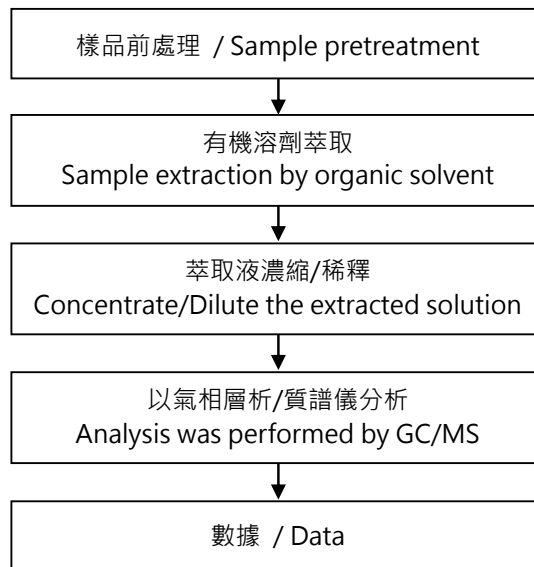 樣品前處理 / Sample pretreatment
有機溶劑萃取
Sample extraction by organic solvent
萃取液濃縮/稀釋
Concentrate/Dilute the extracted solution
以氣相層析/質譜儀分析
Analysis was performed by GC/MS
數據 / Data